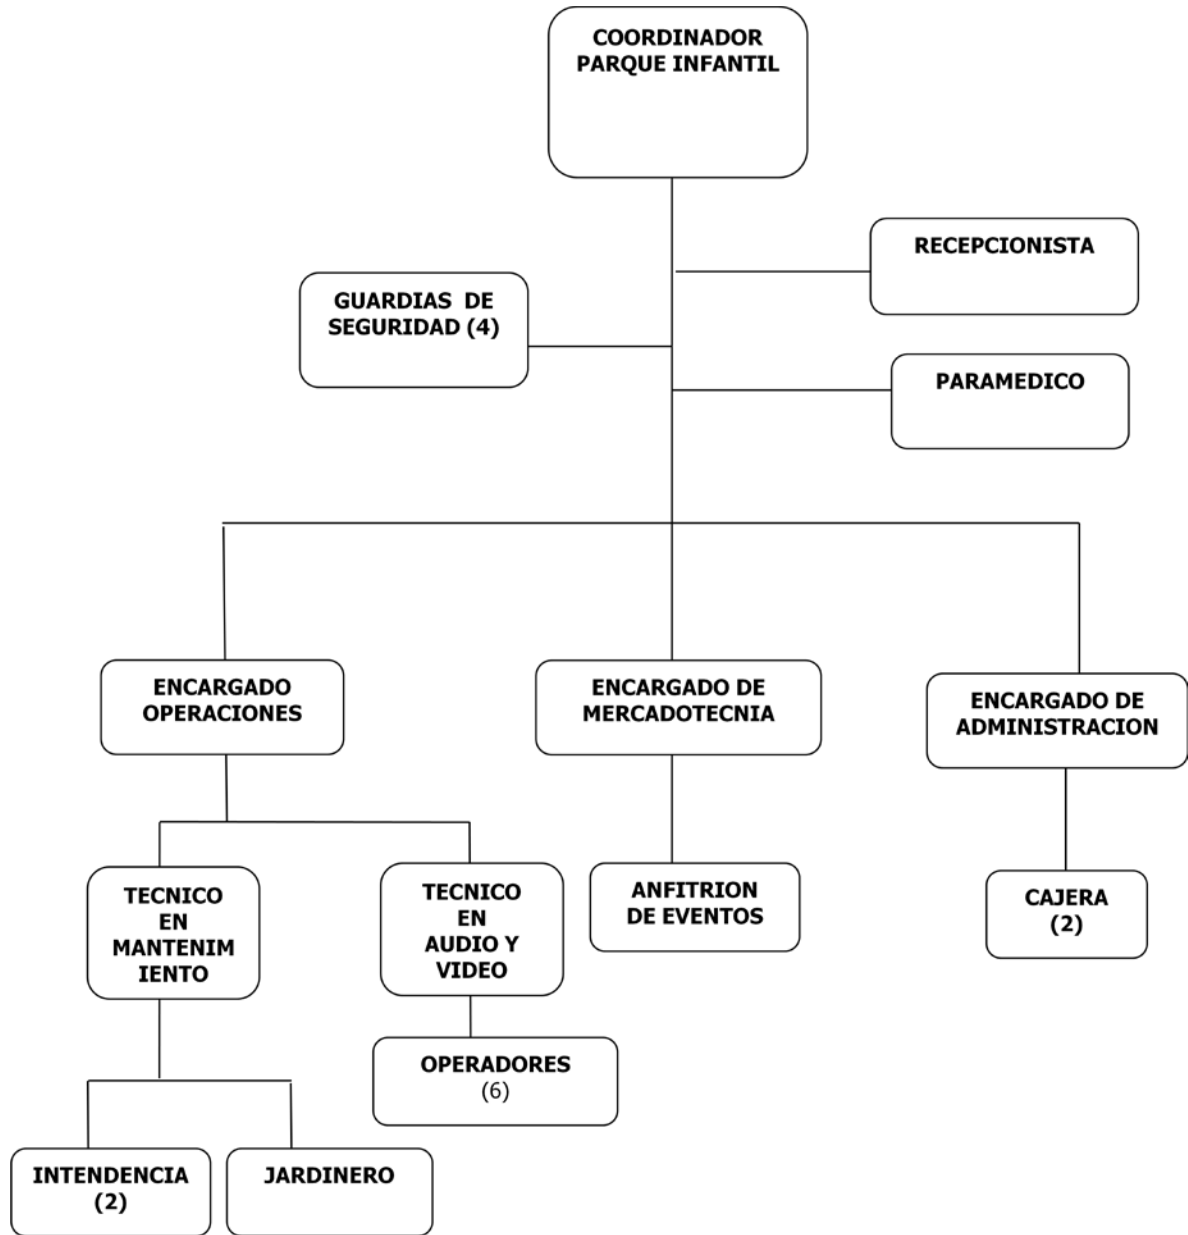 COORDINADOR
PARQUE INFANTIL
RECEPCIONISTA
GUARDIAS  DE
SEGURIDAD (4)
PARAMEDICO
ENCARGADO
OPERACIONES
ENCARGADO DE
MERCADOTECNIA
ENCARGADO DE
ADMINISTRACION
TECNICO
EN
MANTENIM
IENTO
TECNICO
EN
AUDIO Y
VIDEO
ANFITRION
DE EVENTOS
CAJERA
(2)
OPERADORES
(6)
INTENDENCIA
(2)
JARDINERO